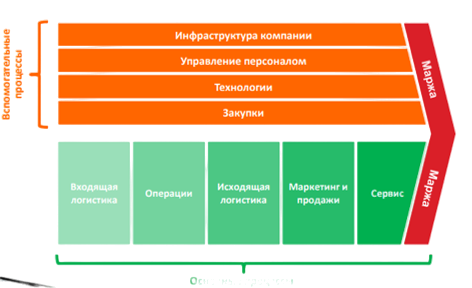 Вспомогательные
процессы
Инфраструктура компании
Управление персоналом
Технологии
Закупки
Маржа
Входящая
логистика
Операции
Исходящая
логистика
Маркетинг и
продажи
Сервис
Маржа